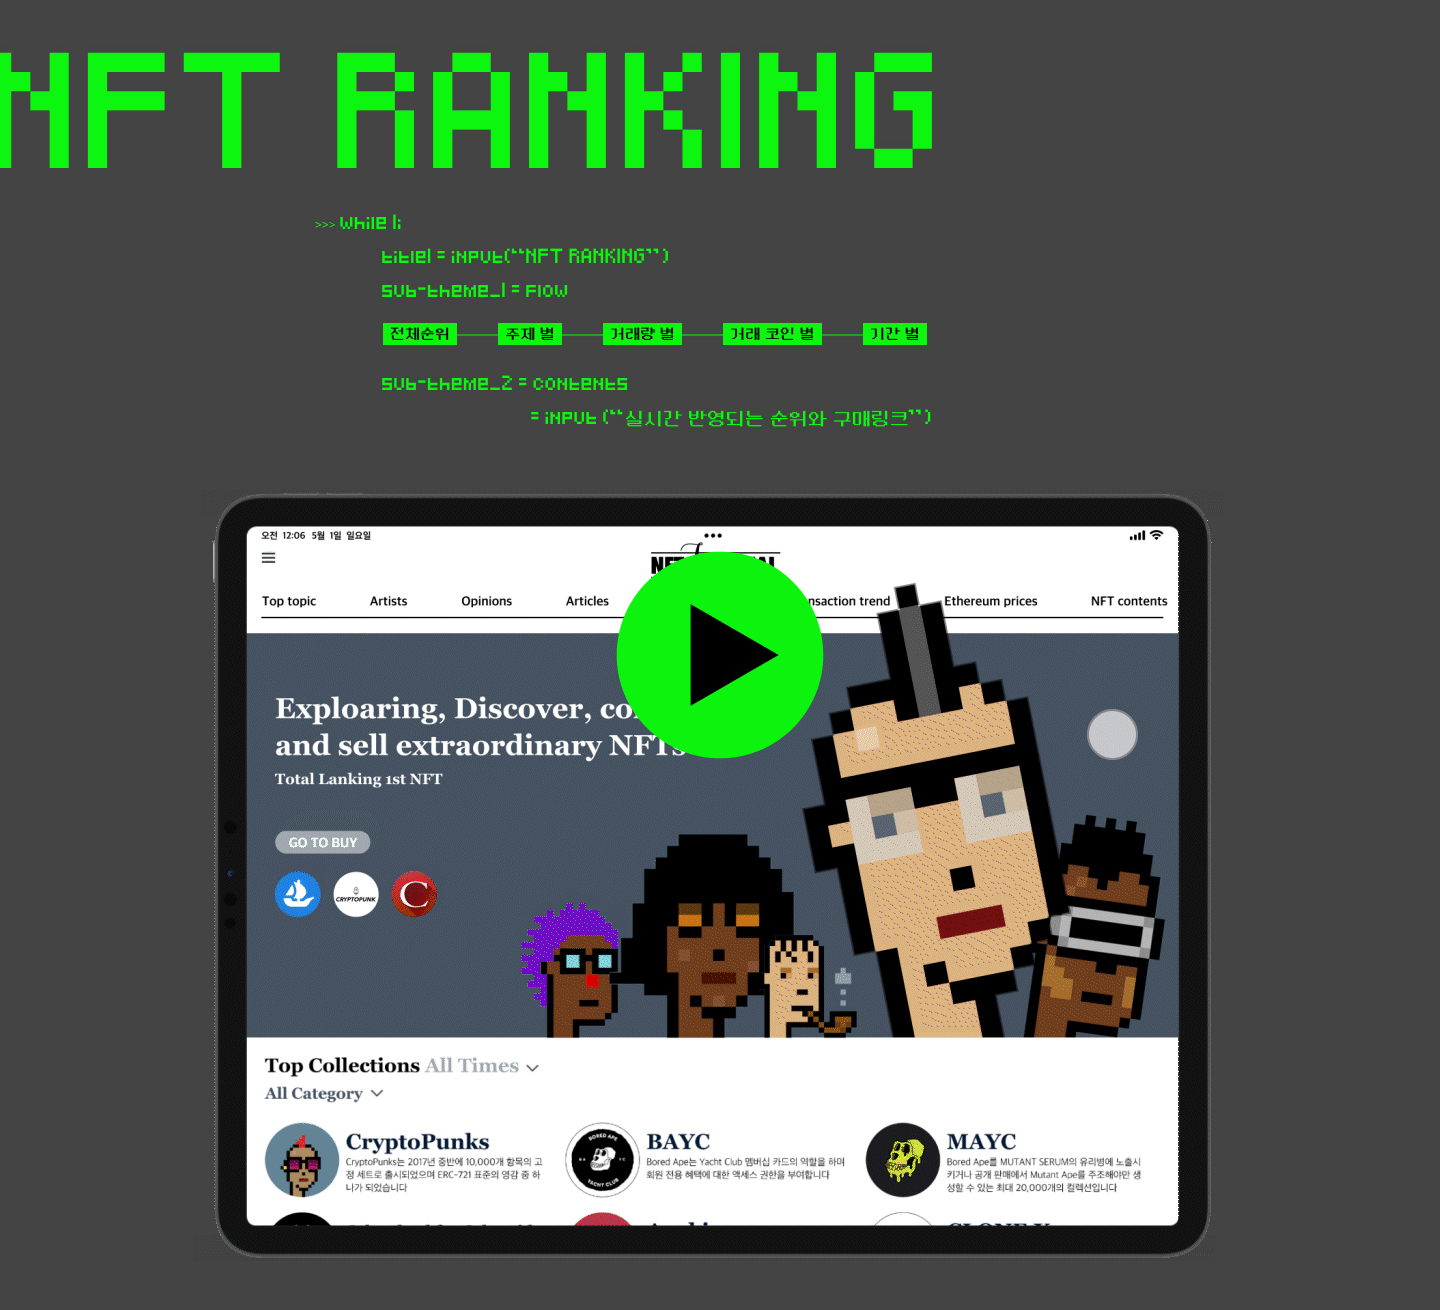 NFT RANKING
>>> while 1:
title1 = input(“NFT RANKING”)
sub-theme_1 = Flow
전체순위 주제 별 거래량 별 거래 코인 별 기간 별
sub-theme_2 = contents
= input (“실시간 반영되는 순위와 구매링크”)
오전 12:06 5월 1일 일요일
Top topic Artists Opinions Articles nsaction trend Ethereum prices NFT contents
Exploaring, Discover, co
and sell extraordinary NFTs
Total Lanking 1st NFT
GO TO BUY
CRYPTOPUNK
C
Top Collections All Times
All Category
CryptoPunks
CryptoPunks는 2017년 중반에 10,000개 항목의 고
정 세트로 출시되었으며 ERC-721 표준의 영감 중 하
나가 되었습니다
BORED APE
BA YC
YACHT CLUB
BAYC
Bored Ape는 Yacht Club 멤버십 카드의 역할을 하며
회원 전용 혜택에 대한 액세스 권한을 부여합니다
MAYC
Bored Ape를 MUTANT SERUM의 유리병에 노출시
키거나 공개 판매에서 Mutant Ape를 주조해야만 생
성할 수 있는 최대 20,000개의 컬렉션입니다